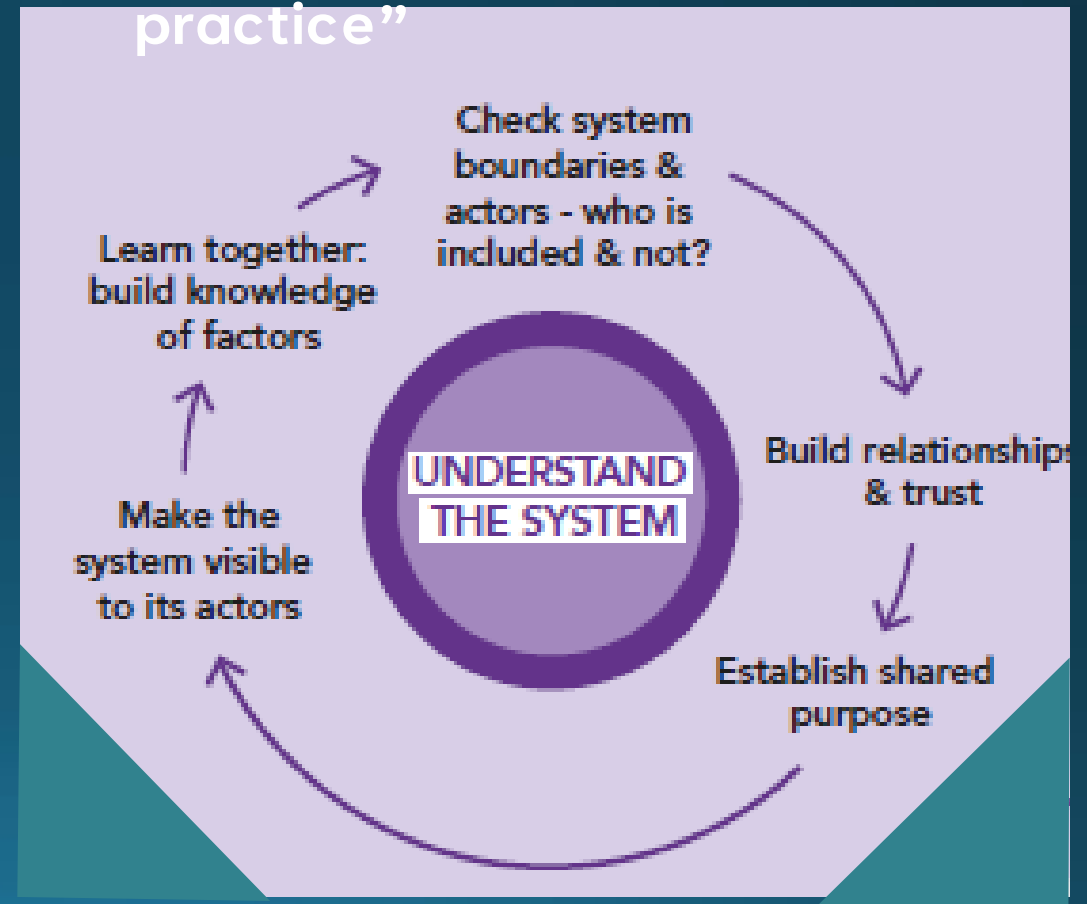 practice”
Check system
boundaries &
actors - who is
included & not?
Build relationships
& trust
Establish shared
purpose
Make the
system visible
to its actors
Learn together:
build knowledge
of factors
UNDERSTAND
THE SYSTEM